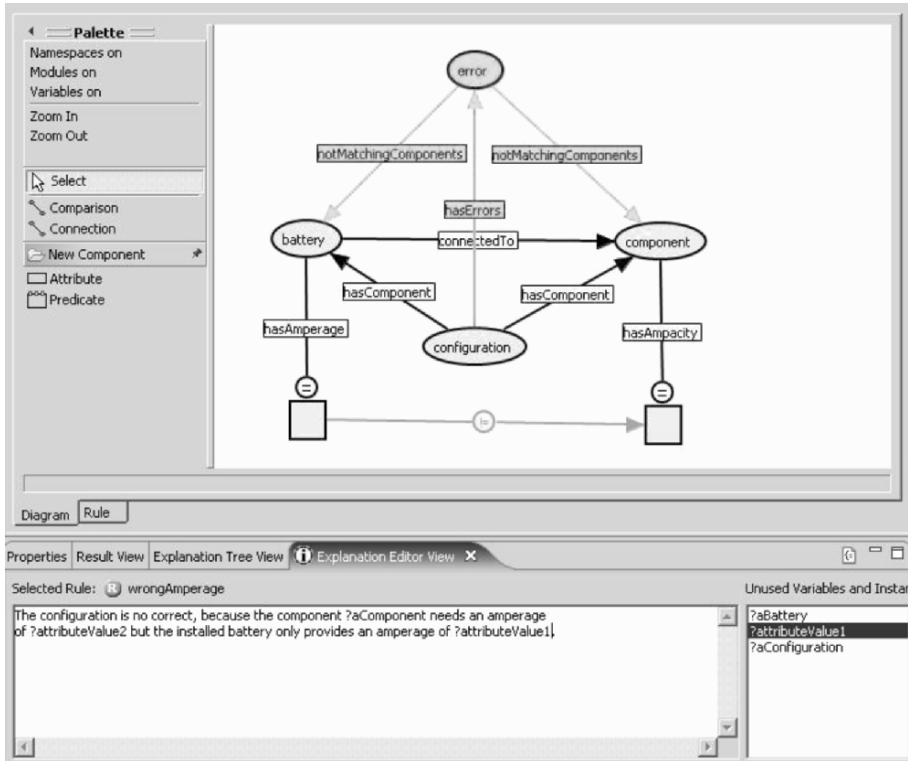 Palette
Namespaces on
Modules on
Variables on
Zoom In
Zoom Out
Select
Comparison
Connection
New Component
Attribute
Predicate
error
notMatchingComponents
notMatchingComponents
hasErrors
battery
connectedTo
component
hasComponent
hasComponent
hasAmperage
configuration
hasAmpacity
=
=
!=
Diagram
Rule
Properties
Result View
Explanation Tree View
Explanation Editor View
Selected Rule:
R
wrongAmperage
Unused Variables and Instar
The configuration is no correct, because the component ?aComponent needs an amperage
of ?attributeValue2 but the installed battery only provides an amperage of ?attributeValue1.
?aBattery
?attributeValue1
?aConfiguration